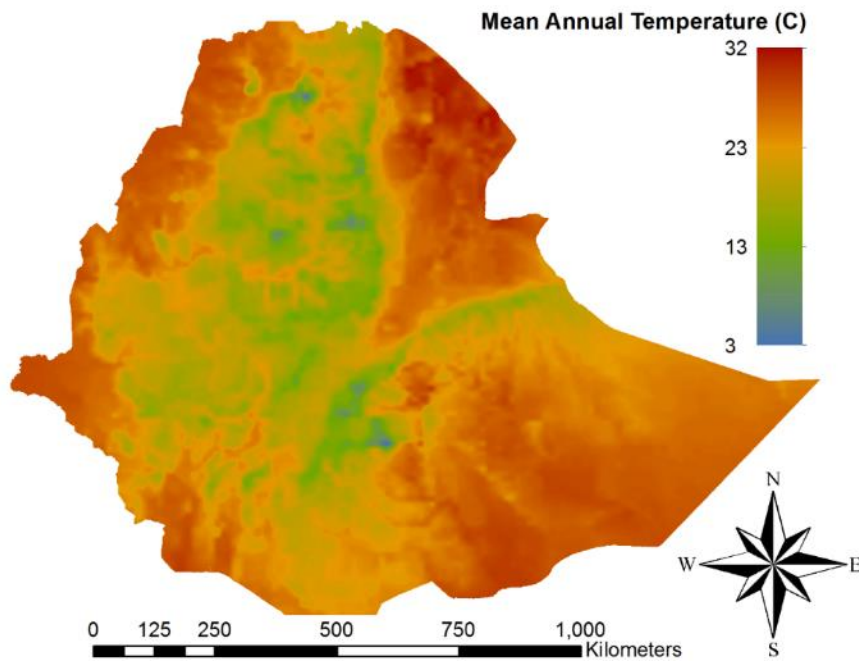 Mean Annual Temperature (C)
32
23
13
3
N
W E
S
0 125 250 500 750 1,000
Kilometers